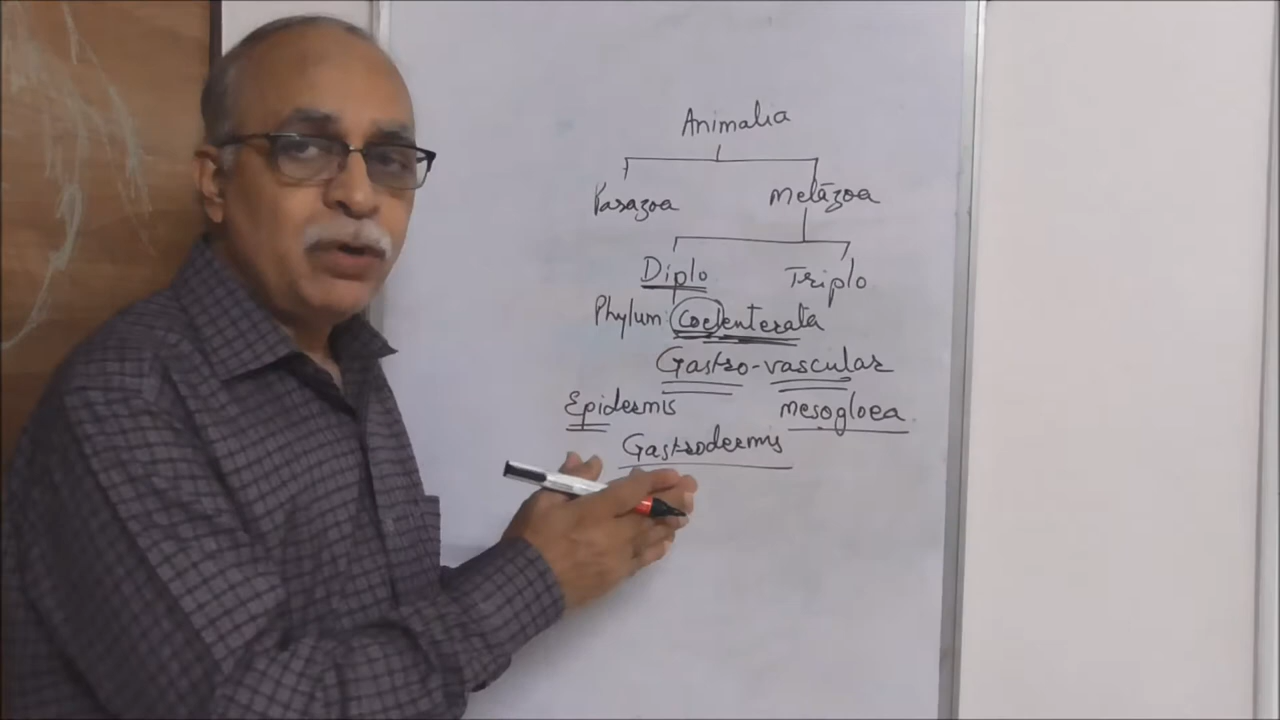 Animalia
Parazoa Metazoa
Diplo Triplo
Phylum Coelenterata
Gastro-vascular
Epidermis mesogloea
Gastrodermis